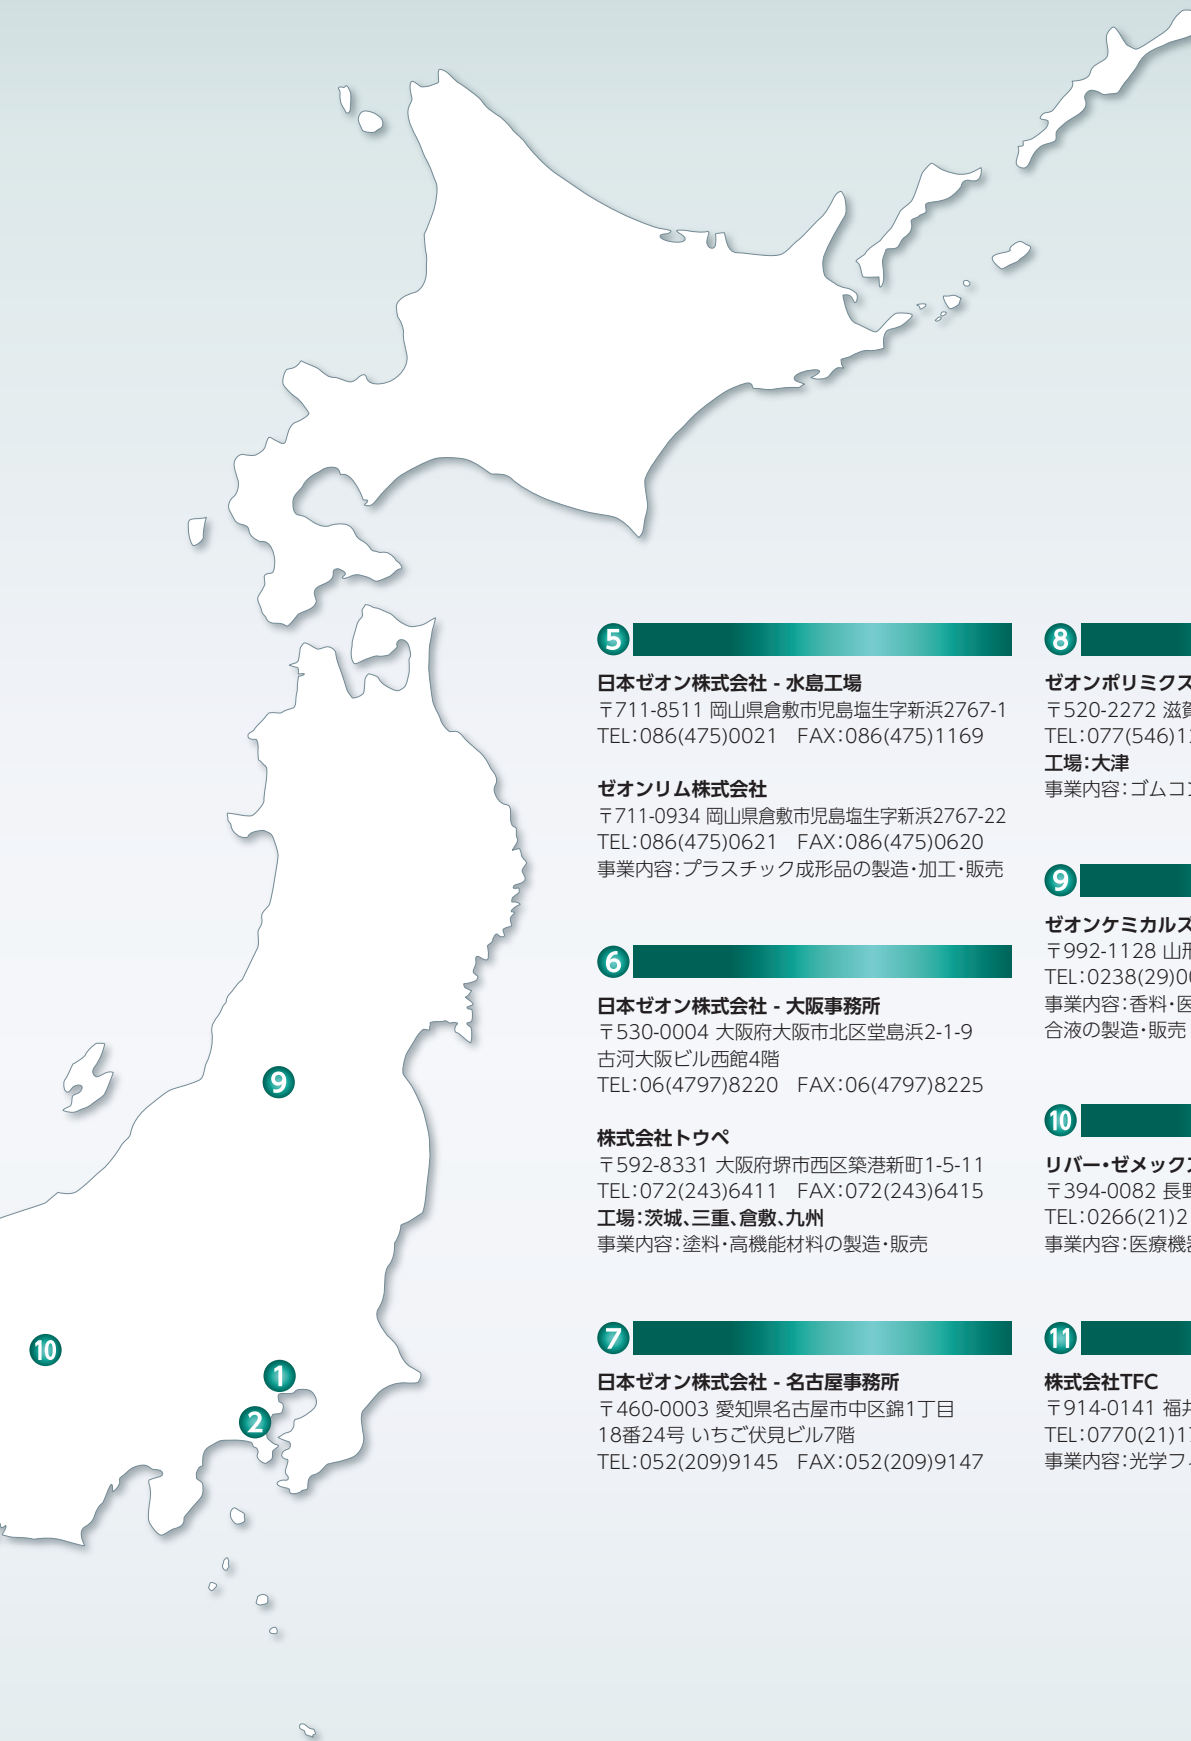 9
10
1
2
5
日本ゼオン株式会社 - 水島工場
〒711-8511 岡山県倉敷市児島塩生字新浜2767-1
TEL：086(475)0021　FAX：086(475)1169
ゼオンリム株式会社
〒711-0934 岡山県倉敷市児島塩生字新浜2767-22
TEL：086(475)0621　FAX：086(475)0620
事業内容：プラスチック成形品の製造・加工・販売
6
日本ゼオン株式会社 - 大阪事務所
〒530-0004 大阪府大阪市北区堂島浜2-1-9
古河大阪ビル西館4階
TEL：06(4797)8220　FAX：06(4797)8225
株式会社トウペ
〒592-8331 大阪府堺市西区築港新町1-5-11
TEL：072(243)6411　FAX：072(243)6415
工場：茨城、三重、倉敷、九州
事業内容：塗料・高機能材料の製造・販売
7
日本ゼオン株式会社 - 名古屋事務所
〒460-0003 愛知県名古屋市中区錦1丁目
18番24号 いちご伏見ビル7階
TEL：052(209)9145　FAX：052(209)9147
8
ゼオンポリミクス
〒520-2272 滋賀
TEL：077(546)1
工場：大津
事業内容：ゴムコン
9
ゼオンケミカルズ
〒992-1128 山形
TEL：0238(29)00
事業内容：香料・医
合液の製造・販売
10
リバー・ゼメックス
〒394-0082 長野
TEL：0266(21)2
事業内容：医療機器
11
株式会社TFC
〒914-0141 福井
TEL：0770(21)17
事業内容：光学フィ